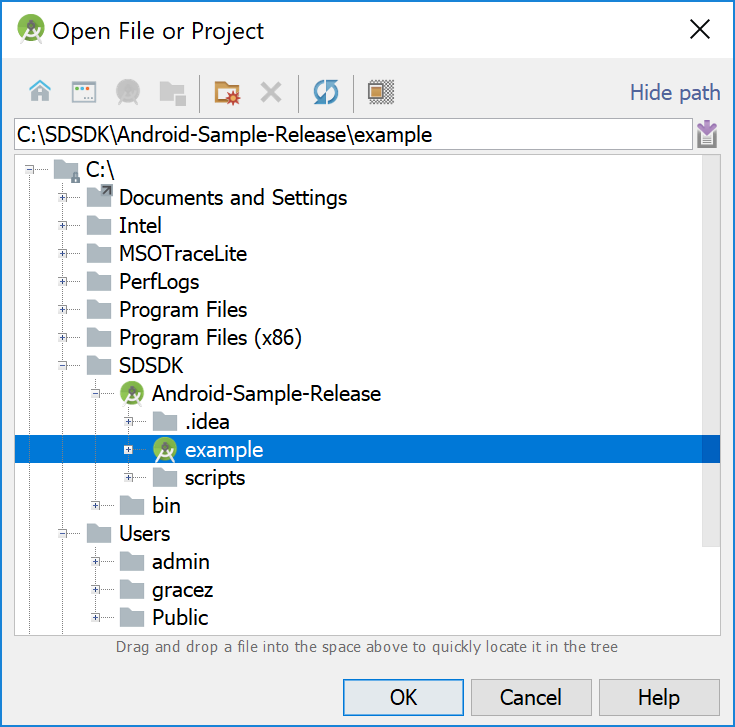 Open File or Project
Hide path
C:\SDSDK\Android-Sample-Release\example
C:\
Documents and Settings
Intel
MSOTraceLite
PerfLogs
Program Files
Program Files (x86)
SDSDK
Android-Sample-Release
.idea
example
scripts
bin
Users
admin
gracez
Public
Drag and drop a file into the space above to quickly locate it in the tree
OK Cancel Help